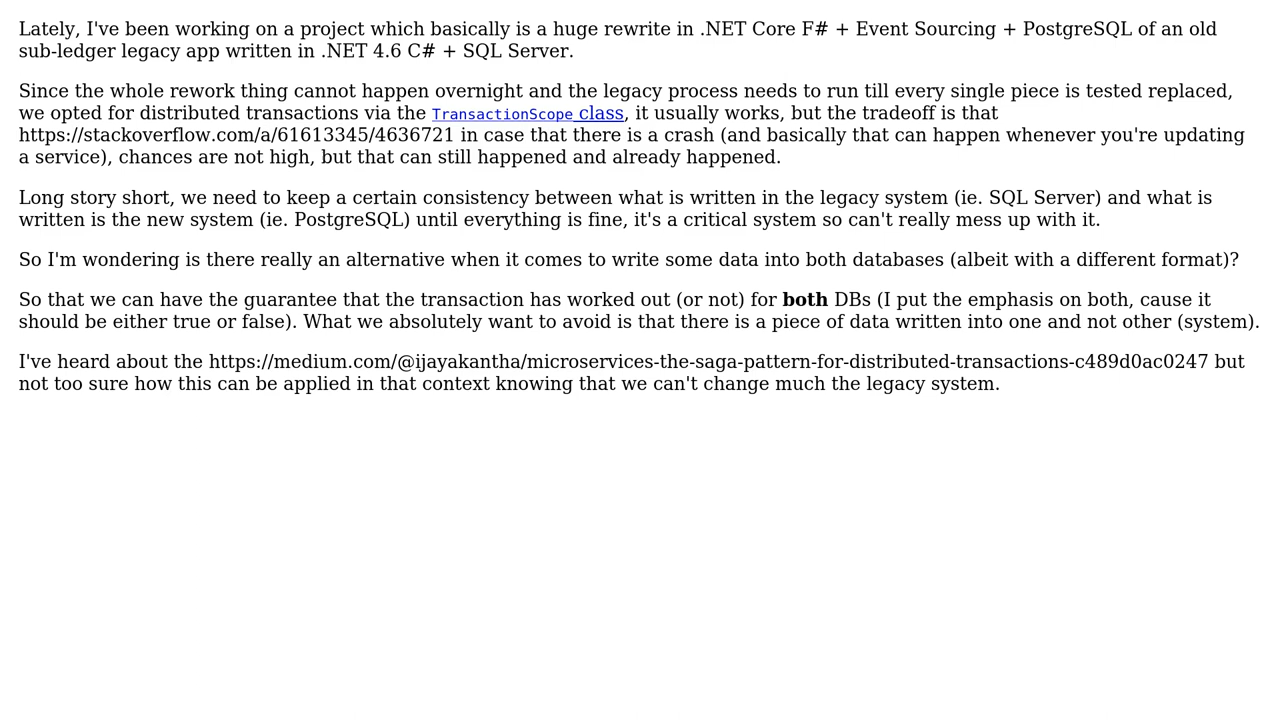 Lately, I've been working on a project which basically is a huge rewrite in .NET Core F# + Event Sourcing + PostgreSQL of an old
sub-ledger legacy app written in .NET 4.6 C# + SQL Server.
Since the whole rework thing cannot happen overnight and the legacy process needs to run till every single piece is tested replaced,
we opted for distributed transactions via the TransactionScope class, it usually works, but the tradeoff is that
https://stackoverflow.com/a/61613345/4636721 in case that there is a crash (and basically that can happen whenever you're updating
a service), chances are not high, but that can still happened and already happened.
Long story short, we need to keep a certain consistency between what is written in the legacy system (ie. SQL Server) and what is
written is the new system (ie. PostgreSQL) until everything is fine, it's a critical system so can't really mess up with it.
So I'm wondering is there really an alternative when it comes to write some data into both databases (albeit with a different format)?
So that we can have the guarantee that the transaction has worked out (or not) for both DBs (I put the emphasis on both, cause it
should be either true or false). What we absolutely want to avoid is that there is a piece of data written into one and not other (system).
I've heard about the https://medium.com/@ijayakantha/microservices-the-saga-pattern-for-distributed-transactions-c489d0ac0247 but
not too sure how this can be applied in that context knowing that we can't change much the legacy system.